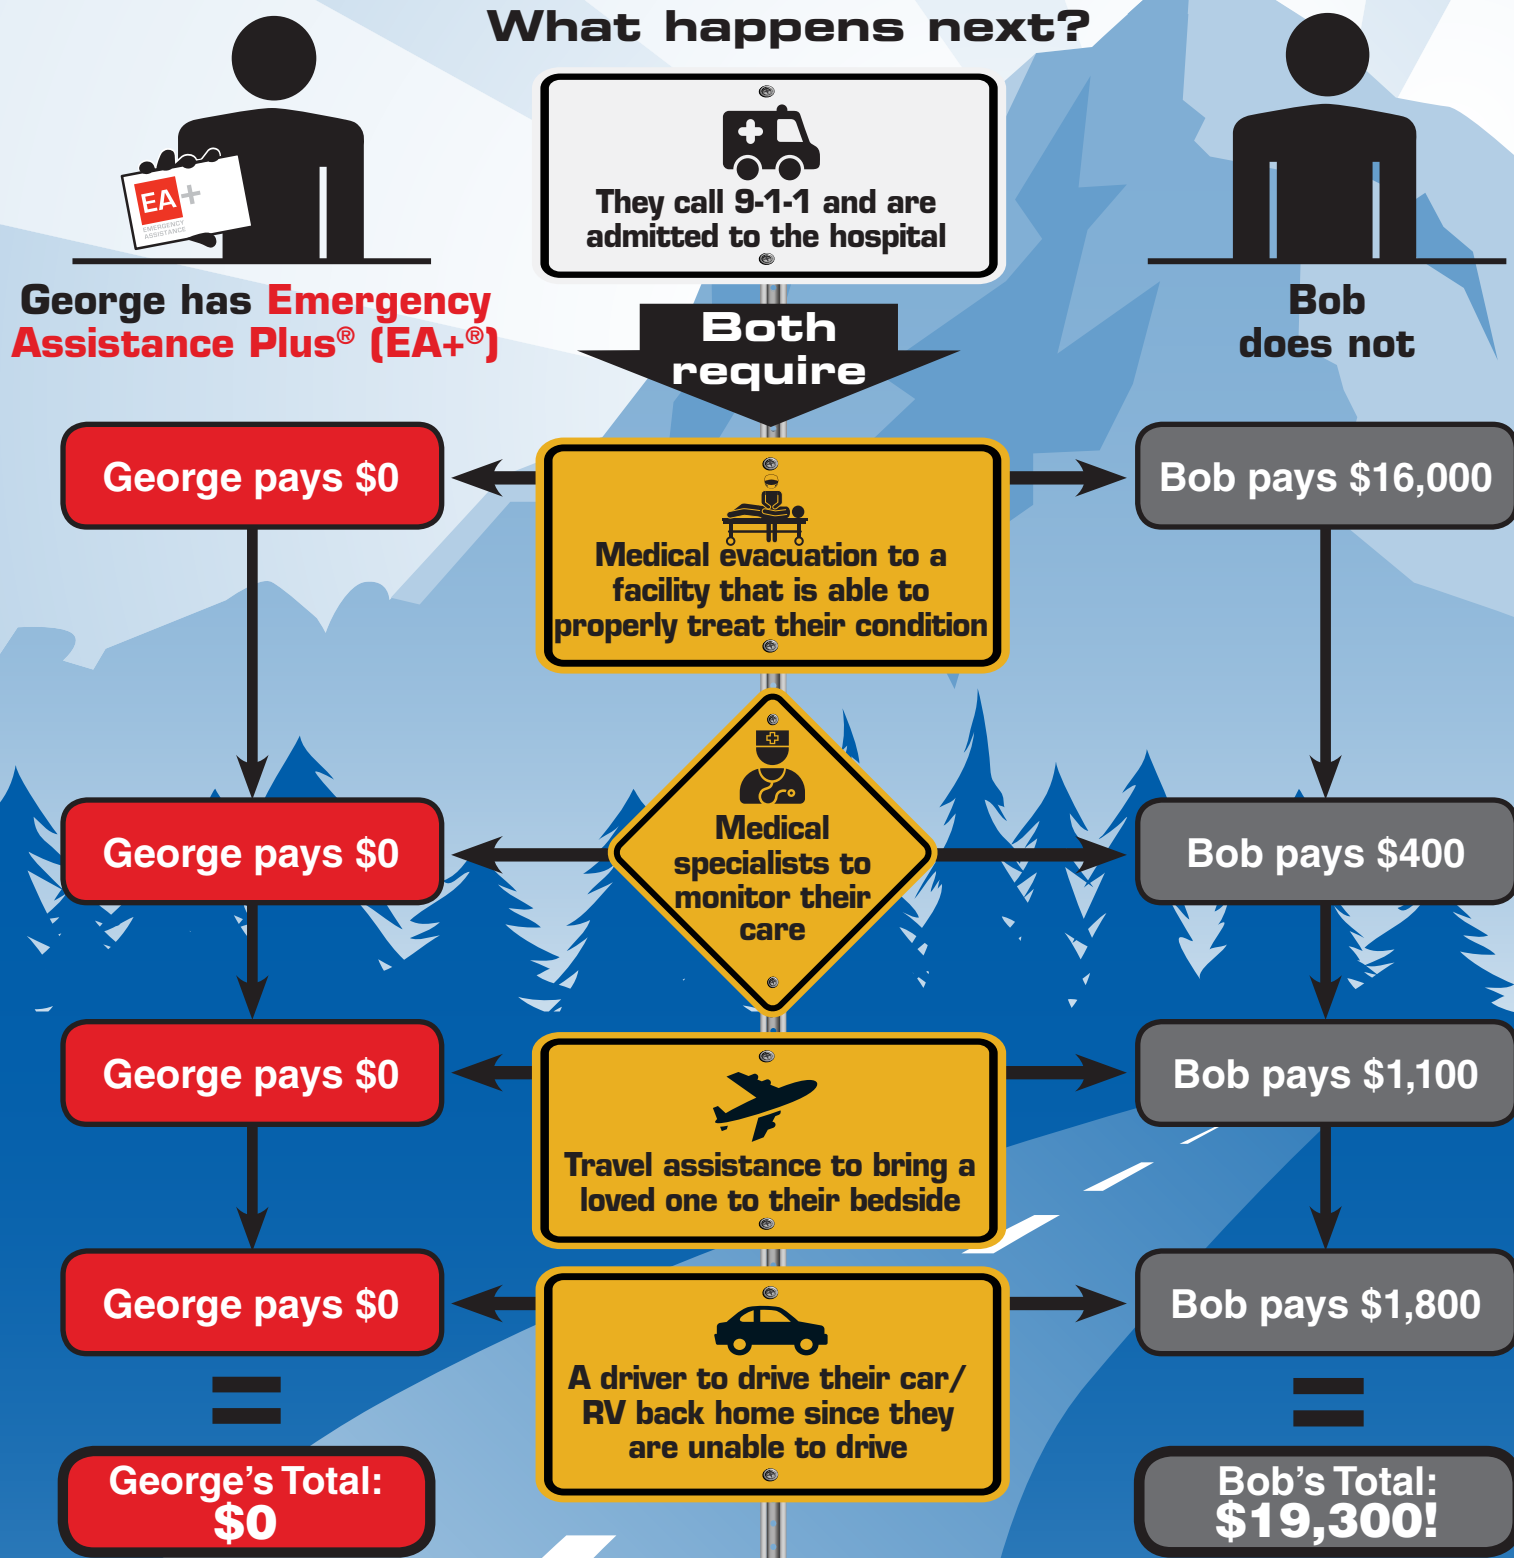 What happens next?
EA+
EMERGENCY
ASSISTANCE
They call 9-1-1 and are
admitted to the hospital
George has Emergency
Assistance Plus® (EA+®)
Bob
does not
Both
require
George pays $0
Medical evacuation to a
facility that is able to
properly treat their condition
Bob pays $16,000
George pays $0
Medical
specialists to
monitor their
care
Bob pays $400
George pays $0
Travel assistance to bring a
loved one to their bedside
Bob pays $1,100
George pays $0
A driver to drive their car/
RV back home since they
are unable to drive
Bob pays $1,800
George's Total:
$0
Bob's Total:
$19,300!